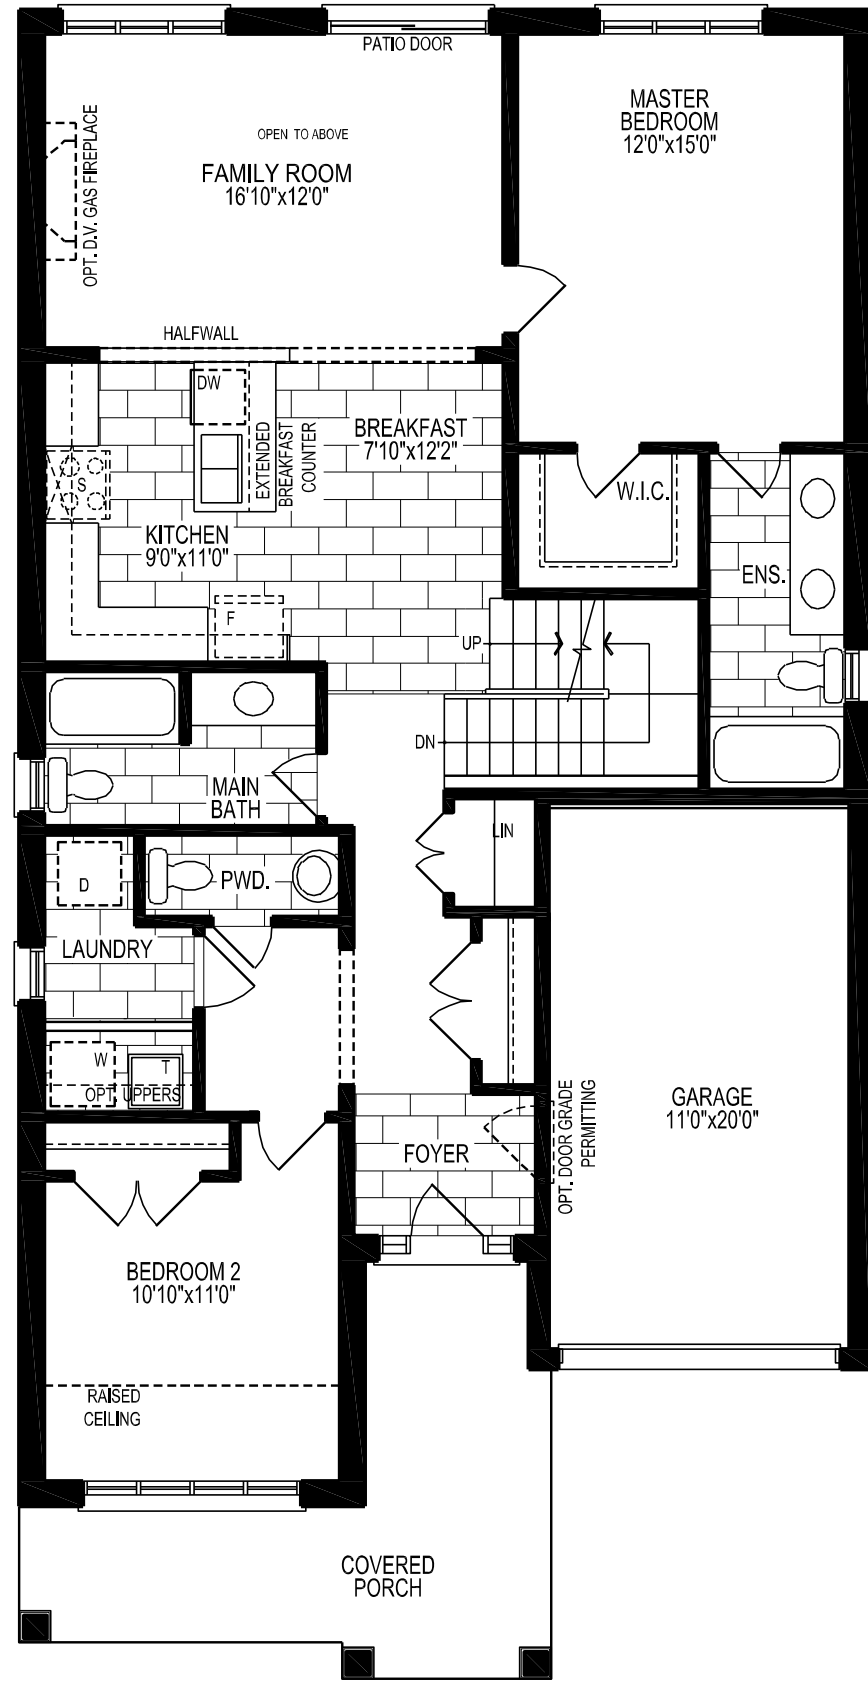 PATIO DOOR
MASTER
BEDROOM
12'0"x15'0"
OPEN TO ABOVE
FAMILY ROOM
16'10"x12'0"
OPT. D.V. GAS FIREPLACE
HALFWALL
DW
EXTENDED
BREAKFAST
COUNTER
BREAKFAST
7'10"x12'2"
S
W.I.C.
KITCHEN
9'0"x11'0"
ENS.
F
UP
DN
MAIN
BATH
LIN
D
PWD.
LAUNDRY
W
T
OPT. UPPERS
GARAGE
11'0"x20'0"
OPT. DOOR GRADE
PERMITTING
FOYER
BEDROOM 2
10'10"x11'0"
RAISED
CEILING
COVERED
PORCH